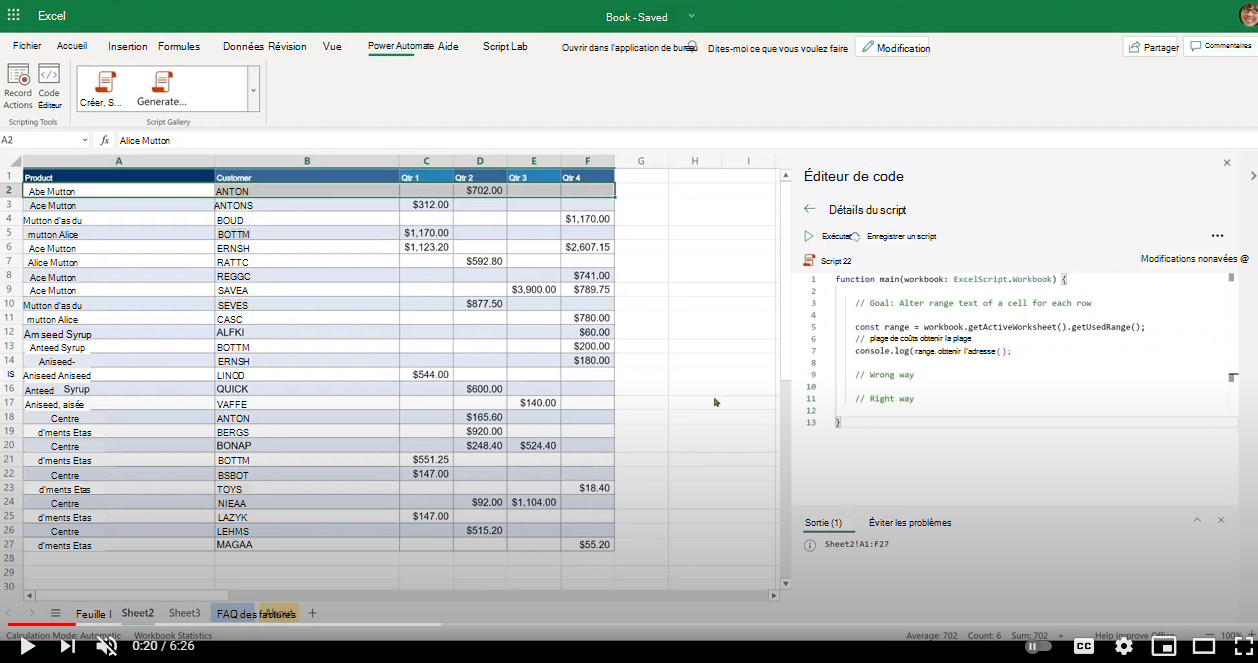 Excel Book - Saved
Fichier Accueil Insertion Formules Données Révision Vue Power Automate Aide Script Lab Ouvrir dans l'application de bureau Dites-moi ce que vous voulez faire Modification Partager Commentaires
Record Actions Code Éditeur Créer, S... Generate...
Scripting Tools Script Gallery
A2 fx Alice Mutton
A B C D E F G H I
1 Product Customer Qtr 1 Qtr 2 Qtr 3 Qtr 4
2 Abe Mutton ANTON $702.00
3 Ace Mutton ANTONS $312.00
4 Mutton d'as du BOUD $1,170.00
5 mutton Alice BOTTM $1,170.00
6 Ace Mutton ERNSH $1,123.20 $2,607.15
7 Alice Mutton RATTC $592.80
8 Ace Mutton REGGC $741.00
9 Ace Mutton SAVEA $3,900.00 $789.75
10 Mutton d'as du SEVES $877.50
11 mutton Alice CASC $780.00
12 Am seed Syrup ALFKI $60.00
13 Anteed Syrup BOTTM $200.00
14 Aniseed- ERNSH $180.00
IS Aniseed Aniseed LINOD $544.00
16 Anteed Syrup QUICK $600.00
17 Aniseed, aisée VAFFE $140.00
18 Centre ANTON $165.60
19 d'ments Etas BERGS $920.00
20 Centre BONAP $248.40 $524.40
21 d'ments Etas BOTTM $551.25
22 Centre BSBOT $147.00
23 d'ments Etas TOYS $18.40
24 Centre NIEAA $92.00 $1,104.00
25 d'ments Etas LAZYK $147.00
26 Centre LEHMS $515.20
27 d'ments Etas MAGAA $55.20
28
29
30
Éditeur de code
Détails du script
Exécuter Enregistrer un script
Script 22 Modifications nonavées @
1 function main(workbook: ExcelScript.Workbook) {
2
3 // Goal: Alter range text of a cell for each row
4
5 const range = workbook.getActiveWorksheet().getUsedRange();
6 // plage de coûts obtenir la plage
7 console.log(range. obtenir l'adresse();
8
9 // Wrong way
10
11 // Right way
12
13 }
Sortie (1) Éviter les problèmes
Sheet2!A1:F27
Feuille I Sheet2 Sheet3 FAQ des factures About
Calculation Mode: Automatic Workbook Statistics Average: 702 Count: 6 Sum: 702 Help Improve Office 100%
0:20 / 6:26 CC